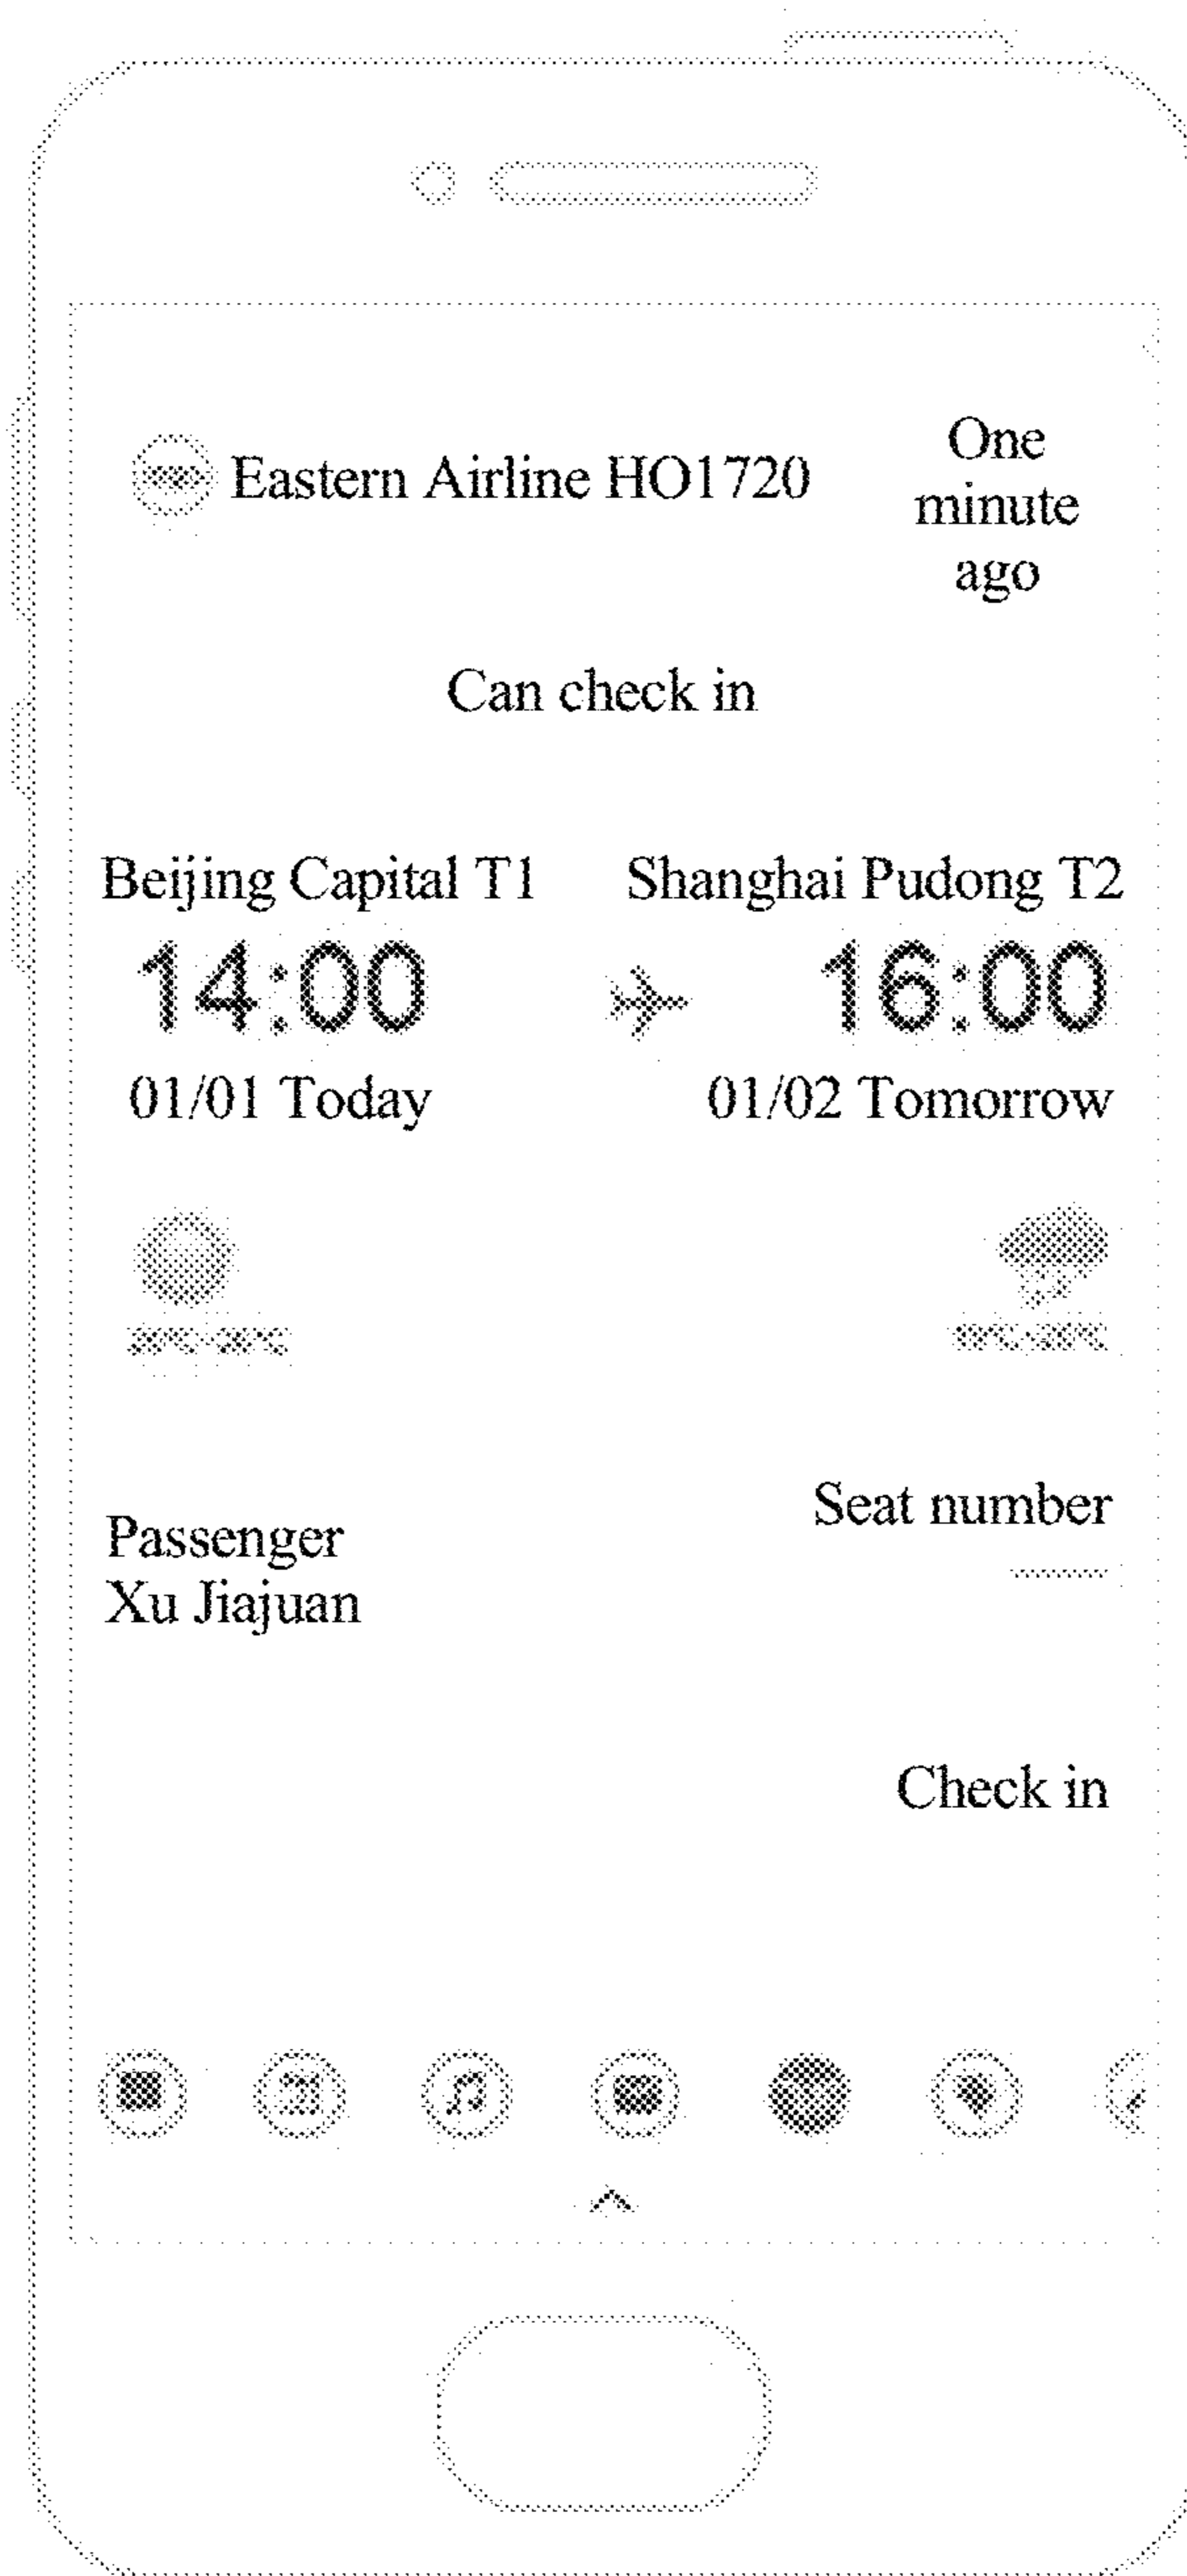 Eastern Airline HO1720
One
minute
ago
Can check in
Beijing Capital T1
Shanghai Pudong T2
14:00
16:00
01/01 Today
01/02 Tomorrow
Passenger
Xu Jiajuan
Seat number
Check in